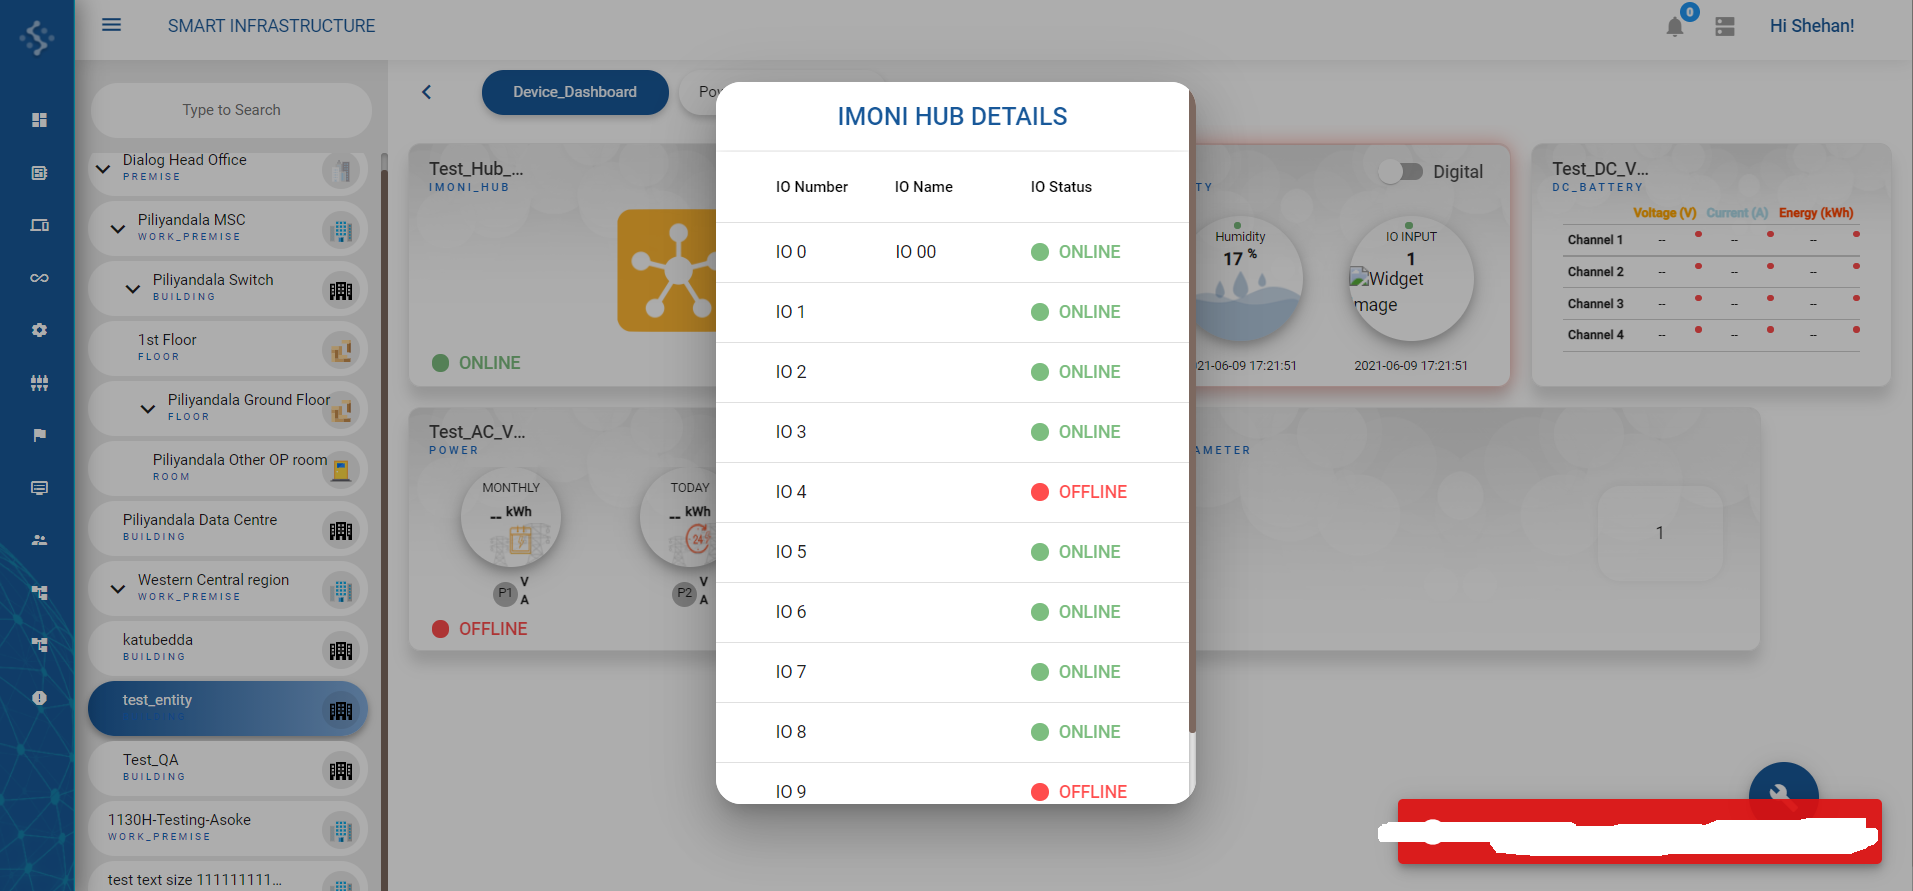 SMART INFRASTRUCTURE
0
Hi Shehan!
Type to Search
Dialog Head Office
PREMISE
Piliyandala MSC
WORK_PREMISE
Piliyandala Switch
BUILDING
1st Floor
FLOOR
Piliyandala Ground Floor
FLOOR
Piliyandala Other OP room
ROOM
Piliyandala Data Centre
BUILDING
Western Central region
WORK_PREMISE
katubedda
BUILDING
test_entity
BUILDING
Test_QA
BUILDING
1130H-Testing-Asoke
WORK_PREMISE
test text size 111111111...
Device_Dashboard
Pow
Test_Hub_...
IMONI_HUB
ONLINE
Test_AC_V...
POWER
MONTHLY
-- kWh
P1 V
A
TODAY
-- kWh
24
P2 V
A
OFFLINE
IMONI HUB DETAILS
IO Number IO Name IO Status
IO 0 IO 00 ONLINE
IO 1 ONLINE
IO 2 ONLINE
IO 3 ONLINE
IO 4 OFFLINE
IO 5 ONLINE
IO 6 ONLINE
IO 7 ONLINE
IO 8 ONLINE
IO 9 OFFLINE
TY
Digital
Humidity
17 %
21-06-09 17:21:51
IO INPUT
1
Widget
mage
2021-06-09 17:21:51
Test_DC_V...
DC_BATTERY
Voltage (V) Current (A) Energy (kWh)
Channel 1 -- -- --
Channel 2 -- -- --
Channel 3 -- -- --
Channel 4 -- -- --
AMETER
1